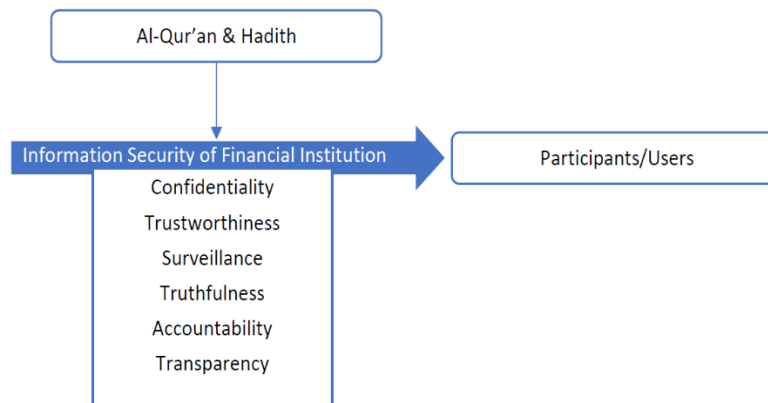 Al-Qur’an & Hadith
Information Security of Financial Institution
Participants/Users
Confidentiality
Trustworthiness
Surveillance
Truthfulness
Accountability
Transparency